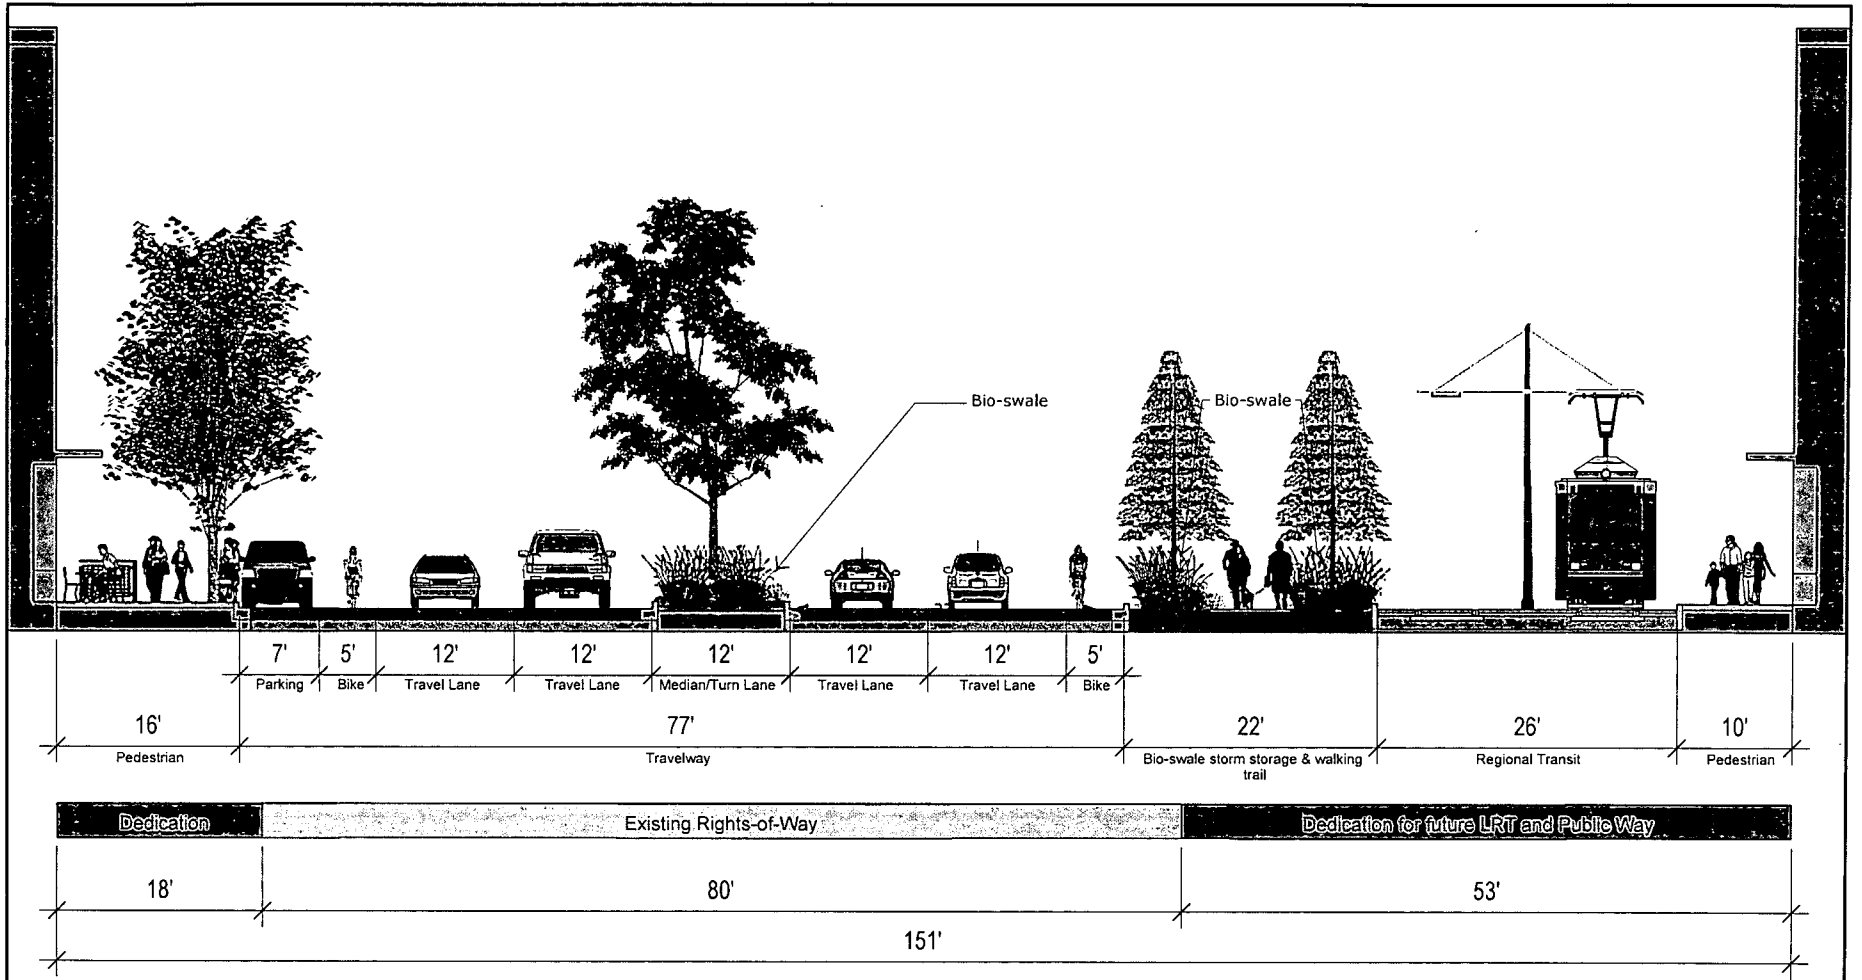 Bio-swale
Bio-swale
7' 5' 12' 12' 12' 12' 12' 5'
Parking Bike Travel Lane Travel Lane Median/Turn Lane Travel Lane Travel Lane Bike
16' 77' 22' 26' 10'
Pedestrian Travelway Bio-swale storm storage & walking Regional Transit Pedestrian
trail
Dedication Existing Rights-of-Way Dedication for future LRT and Public Way
18' 80' 53'
151'